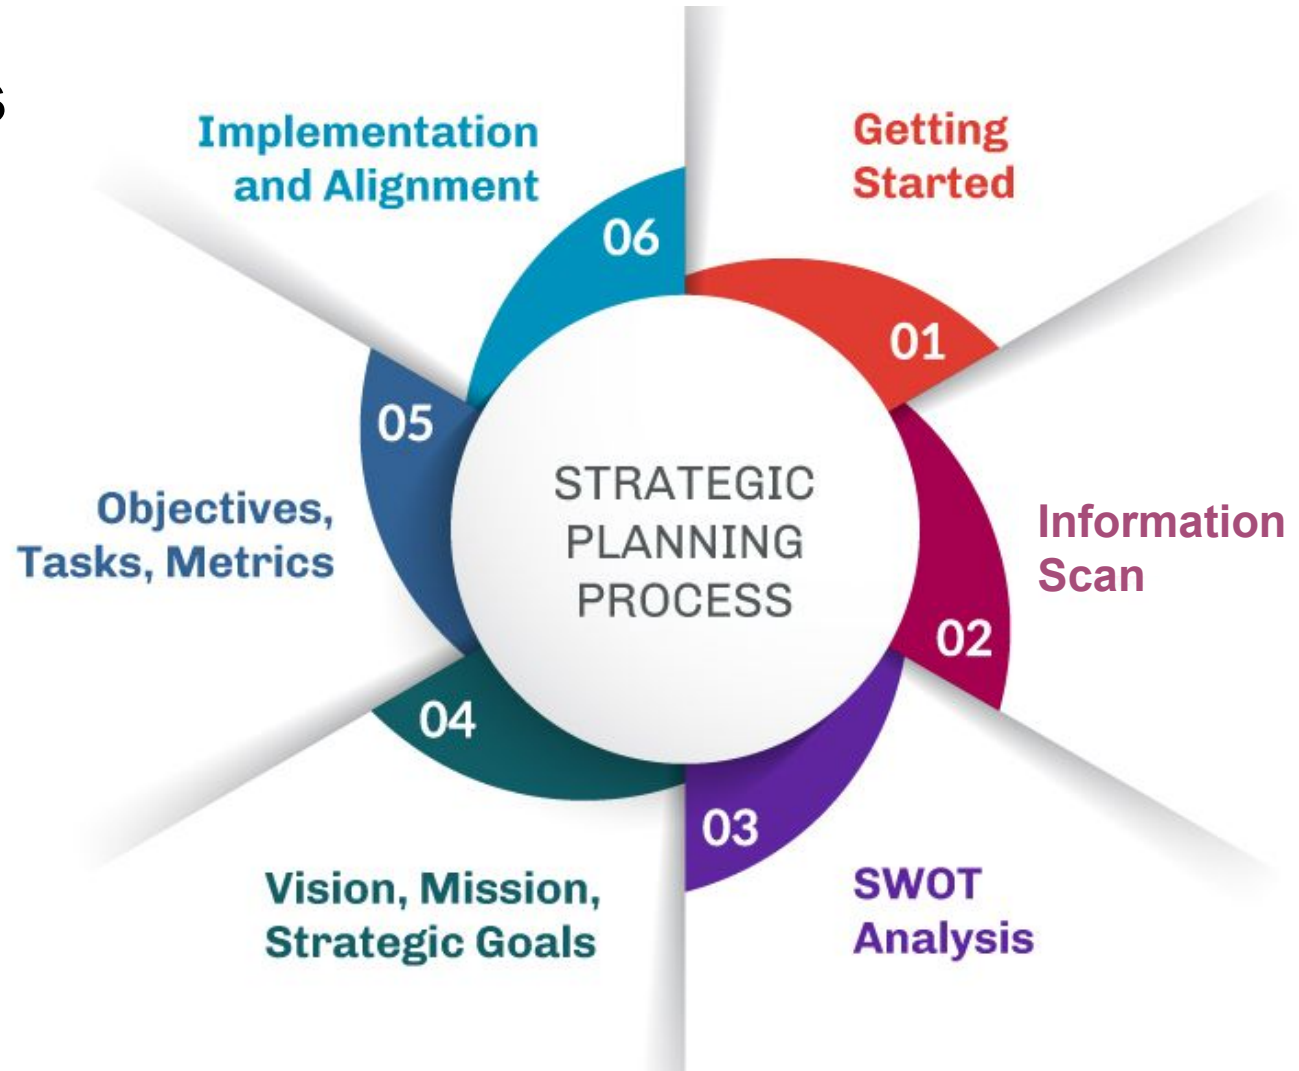 Getting
Started
01
Information
Scan
02
SWOT
Analysis
03
Vision, Mission,
Strategic Goals
04
Objectives,
Tasks, Metrics
05
Implementation
and Alignment
06
STRATEGIC
PLANNING
PROCESS